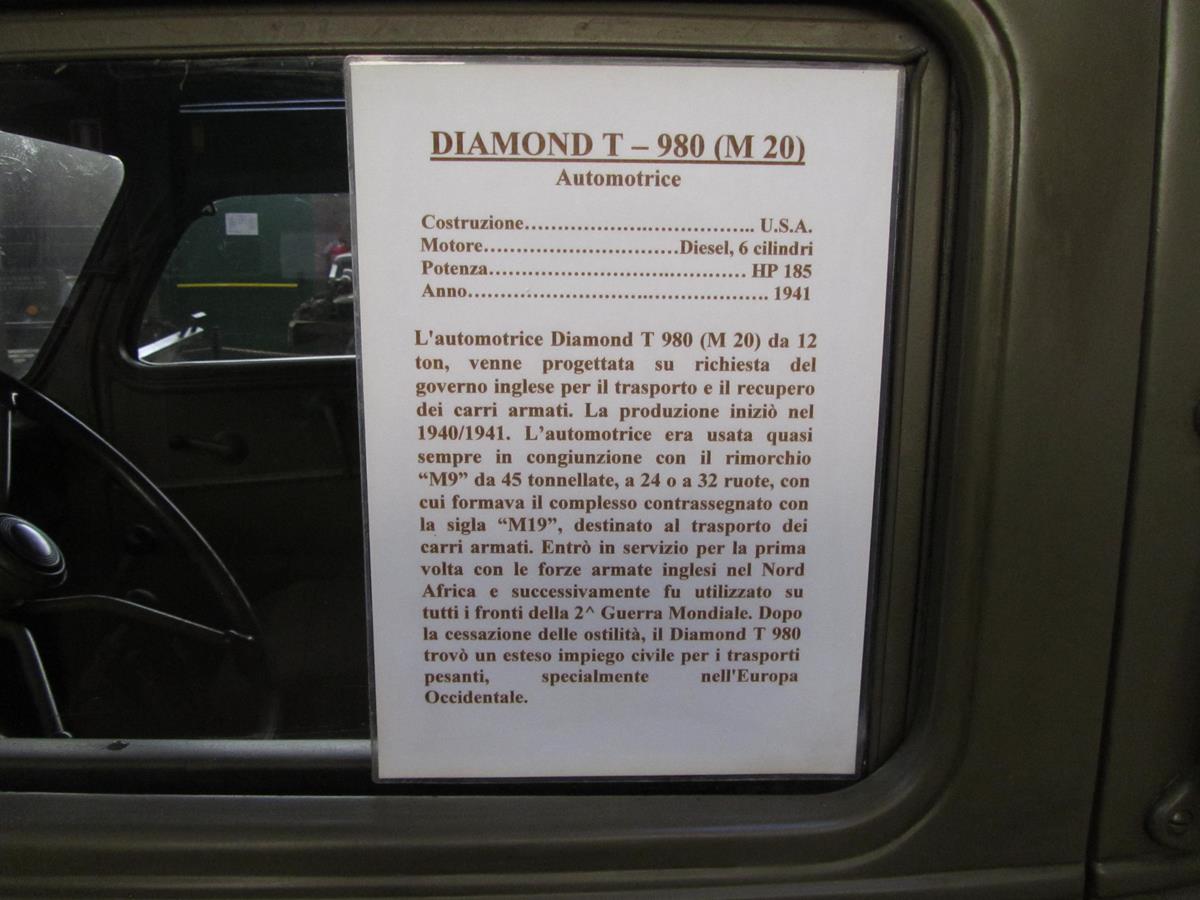 DIAMOND T – 980 (M 20)
Automotrice
Costruzione……………………………….. U.S.A.
Motore…………………………Diesel, 6 cilindri
Potenza………………………………… HP 185
Anno………………………………………. 1941
L'automotrice Diamond T 980 (M 20) da 12
ton, venne progettata su richiesta del
governo inglese per il trasporto e il recupero
dei carri armati. La produzione iniziò nel
1940/1941. L’automotrice era usata quasi
sempre in congiunzione con il rimorchio
“M9” da 45 tonnellate, a 24 o a 32 ruote, con
cui formava il complesso contrassegnato con
la sigla “M19”, destinato al trasporto dei
carri armati. Entrò in servizio per la prima
volta con le forze armate inglesi nel Nord
Africa e successivamente fu utilizzato su
tutti i fronti della 2^ Guerra Mondiale. Dopo
la cessazione delle ostilità, il Diamond T 980
trovò un esteso impiego civile per i trasporti
pesanti, specialmente nell'Europa
Occidentale.